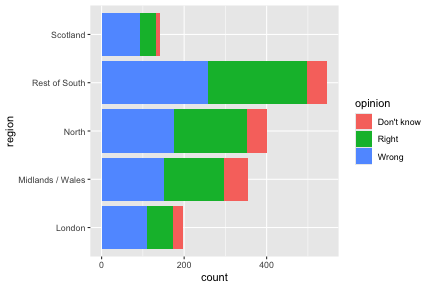 Scotland
Rest of South
North
Midlands / Wales
London
region
0
200
400
count
opinion
Don't know
Right
Wrong